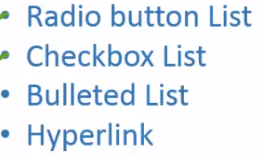 Radio button List
Checkbox List
Bulleted List
Hyperlink